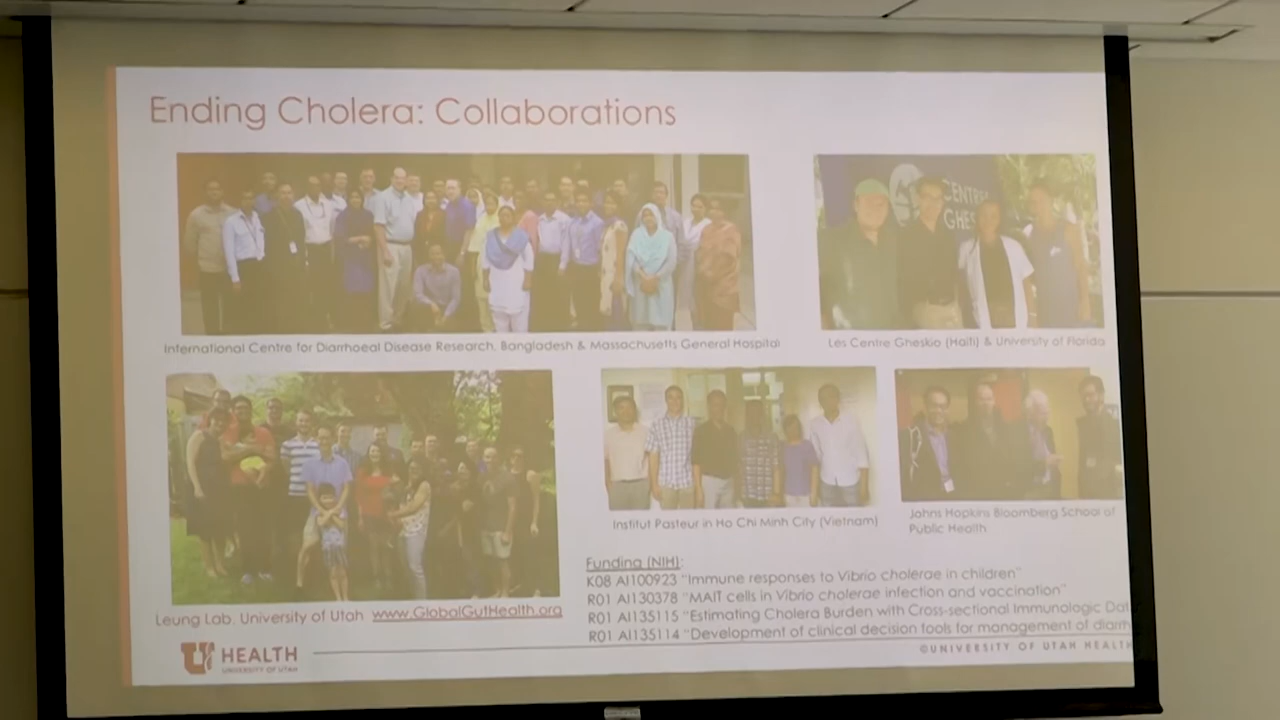 Ending Cholera: Collaborations
CENTRE
GHES
International Centre for Diarrhoeal Disease Research, Bangladesh & Massachusetts General Hospital
Les Centre Gheskio (Haiti) & University of Florida
Institut Pasteur in Ho Chi Minh City (Vietnam)
Johns Hopkins Bloomberg School of
Public Health
Leung Lab, University of Utah www.GlobalGutHealth.org
Funding (NIH):
K08 AI100923 "Immune responses to Vibrio cholerae in children"
R01 AI130378 "MAIT cells in Vibrio cholerae infection and vaccination"
R01 AI135115 "Estimating Cholera Burden with Cross-sectional Immunologic Dat
R01 AI135114 "Development of clinical decision tools for management of diarrh
U HEALTH
UNIVERSITY OF UTAH
©UNIVERSITY OF UTAH HEALTH